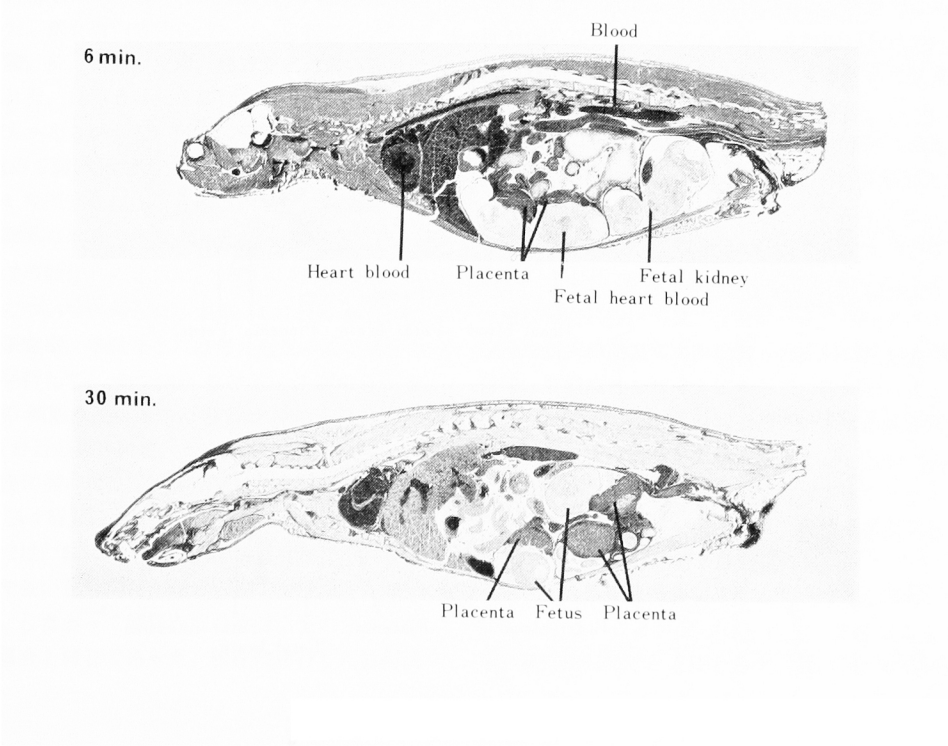 6 min.
Blood
Heart blood
Placenta
Fetal kidney
Fetal heart blood
30 min.
Placenta
Fetus
Placenta